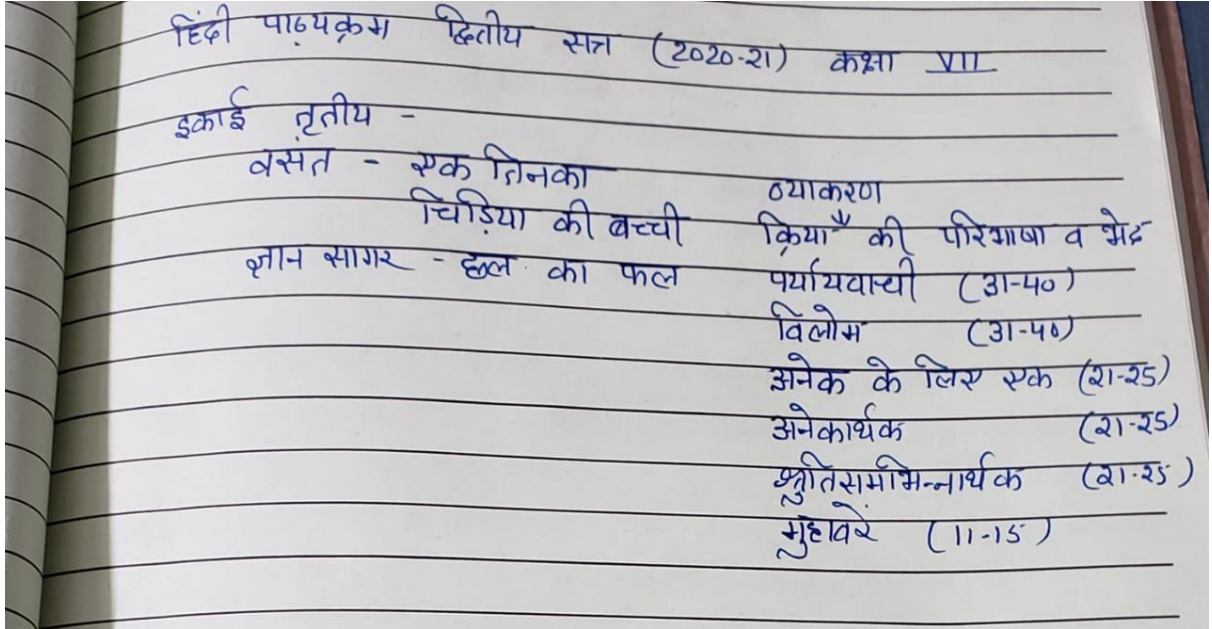 हिंदी पाठ्यक्रम द्वितीय सत्र (2020-21) कक्षा VII
इकाई तृतीय -
वसंत - एक तिनका
चिड़िया की बच्ची
ज्ञान सागर - छल का फल
व्याकरण
क्रिया की परिभाषा व भेद
पर्यायवाची (31-40)
विलोम (31-40)
अनेक के लिए एक (21-25)
अनेकार्थक (21-25)
श्रुतिसमभिन्नार्थक (21-25)
मुहावरे (11-15)